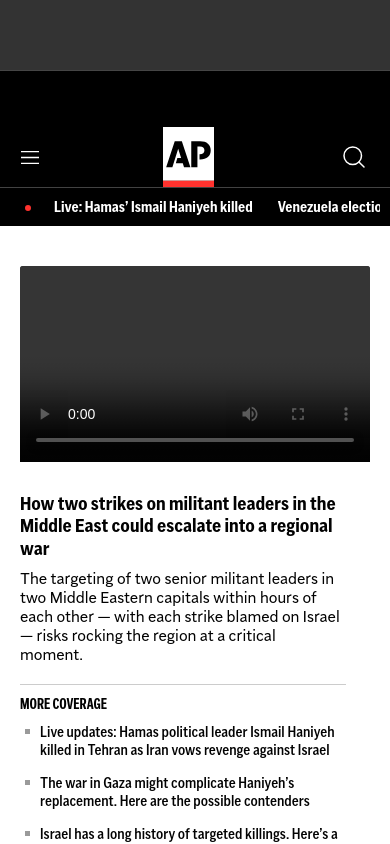 AP
Live: Hamas’ Ismail Haniyeh killed Venezuela electio
0:00
How two strikes on militant leaders in the
Middle East could escalate into a regional
war
The targeting of two senior militant leaders in
two Middle Eastern capitals within hours of
each other — with each strike blamed on Israel
— risks rocking the region at a critical
moment.
MORE COVERAGE
Live updates: Hamas political leader Ismail Haniyeh
killed in Tehran as Iran vows revenge against Israel
The war in Gaza might complicate Haniyeh’s
replacement. Here are the possible contenders
Israel has a long history of targeted killings. Here’s a